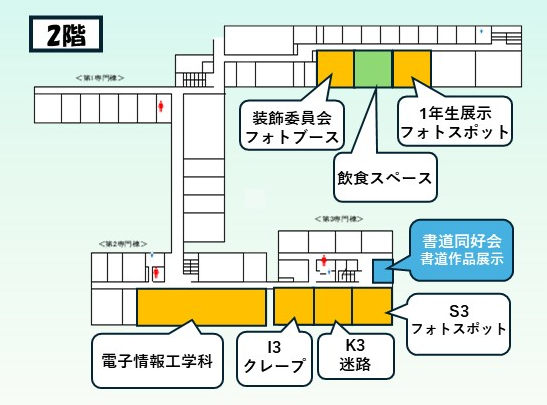 2階
<第1専門棟>
装飾委員会
フォトブース
1年生展示
フォトスポット
飲食スペース
<第2専門棟>
<第3専門棟>
書道同好会
書道作品展示
電子情報工学科
I3
クレープ
K3
迷路
S3
フォトスポット